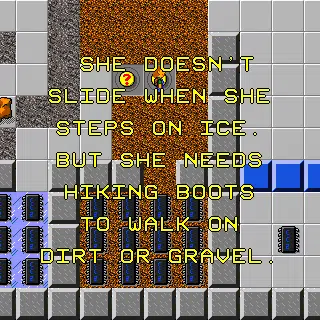 SHE DOESN'T
SLIDE WHEN SHE
STEPS ON ICE.
BUT SHE NEEDS
HIKING BOOTS
TO WALK ON
DIRT OR GRAVEL.